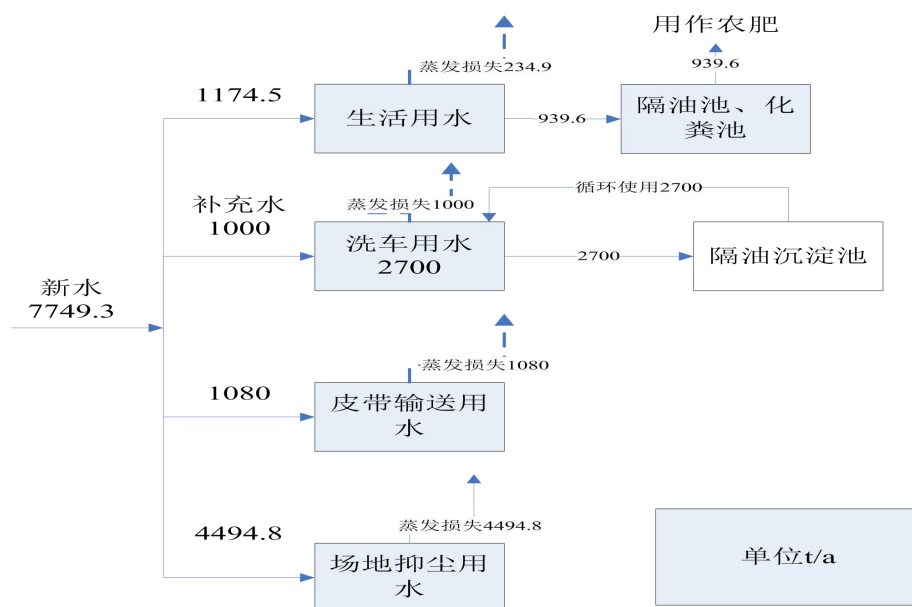 用作农肥
蒸发损失234.9
939.6
1174.5
生活用水
939.6
隔油池、化
粪池
补充水
1000
蒸发损失1000
循环使用2700
洗车用水
2700
2700
隔油沉淀池
新水
7749.3
蒸发损失1080
1080
皮带输送用
水
4494.8
蒸发损失4494.8
场地抑尘用
水
单位t/a